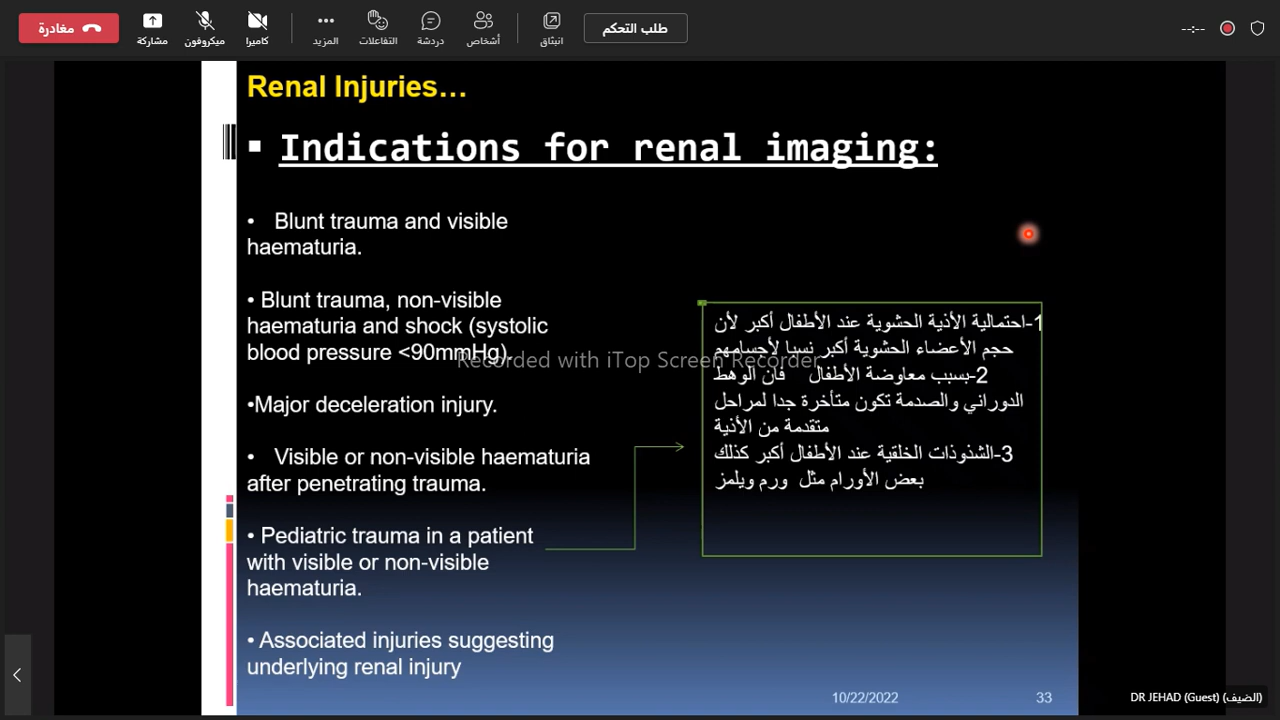 مغادرة
مشاركة
ميكروفون
كاميرا
المزيد
التفاعلات
دردشة
أشخاص
انبثاق
طلب التحكم
--:--
Renal Injuries...
▪ Indications for renal imaging:
• Blunt trauma and visible
haematuria.
• Blunt trauma, non-visible
haematuria and shock (systolic
blood pressure <90mmHg).
•Major deceleration injury.
• Visible or non-visible haematuria
after penetrating trauma.
• Pediatric trauma in a patient
with visible or non-visible
haematuria.
• Associated injuries suggesting
underlying renal injury
1-احتمالية الأذية الحشوية عند الأطفال أكبر لأن
حجم الأعضاء الحشوية أكبر نسبيا لأجسامهم
2-بسبب معاوضة الأطفال فان الوهط
الدوراني والصدمة تكون متأخرة جدا لمراحل
متقدمة من الأذية
3-الشذوذات الخلقية عند الأطفال أكبر كذلك
بعض الأورام مثل ورم ويلمز
Recorded with iTop Screen Recorder
10/22/2022
33
DR JEHAD (Guest) (الضيف)